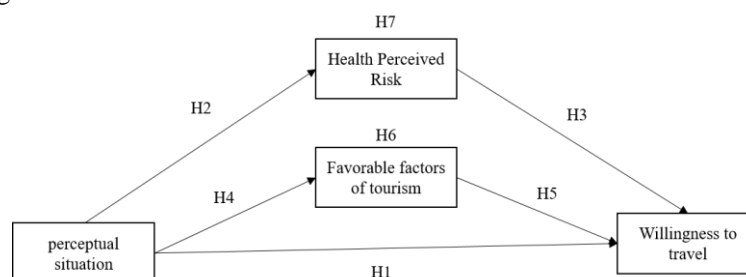 H7
Health Perceived
Risk
H2
H3
H6
Favorable factors
of tourism
H4
H5
perceptual
situation
Willingness to
travel
H1